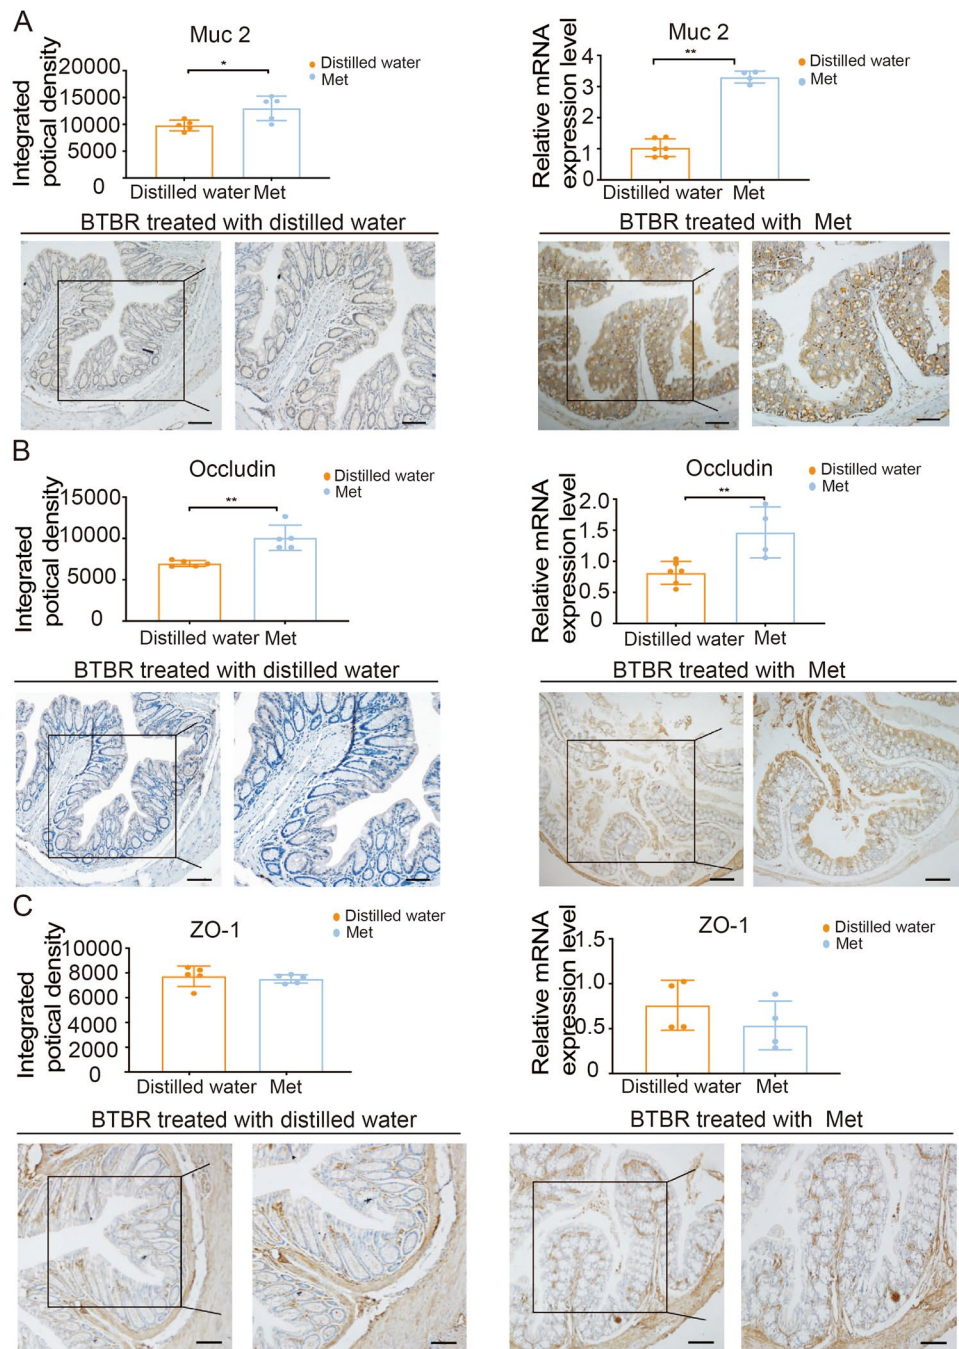 A
Muc 2
Integrated
potical density
20000
15000
10000
5000
0
*
Distilled water
Met
Distilled water Met
Muc 2
Relative mRNA
expression level
4
3
2
1
0
**
Distilled water
Met
Distilled water Met
BTBR treated with distilled water
BTBR treated with Met
B
Occludin
Integrated
potical density
15000
10000
5000
0
**
Distilled water
Met
Distilled water Met
Occludin
Relative mRNA
expression level
2.0
1.5
1.0
0.5
0
**
Distilled water
Met
Distilled water Met
BTBR treated with distilled water
BTBR treated with Met
C
ZO-1
Integrated
potical density
10000
8000
6000
4000
2000
0
Distilled water
Met
Distilled water Met
ZO-1
Relative mRNA
expression level
1.5
1.0
0.5
0
Distilled water
Met
Distilled water Met
BTBR treated with distilled water
BTBR treated with Met